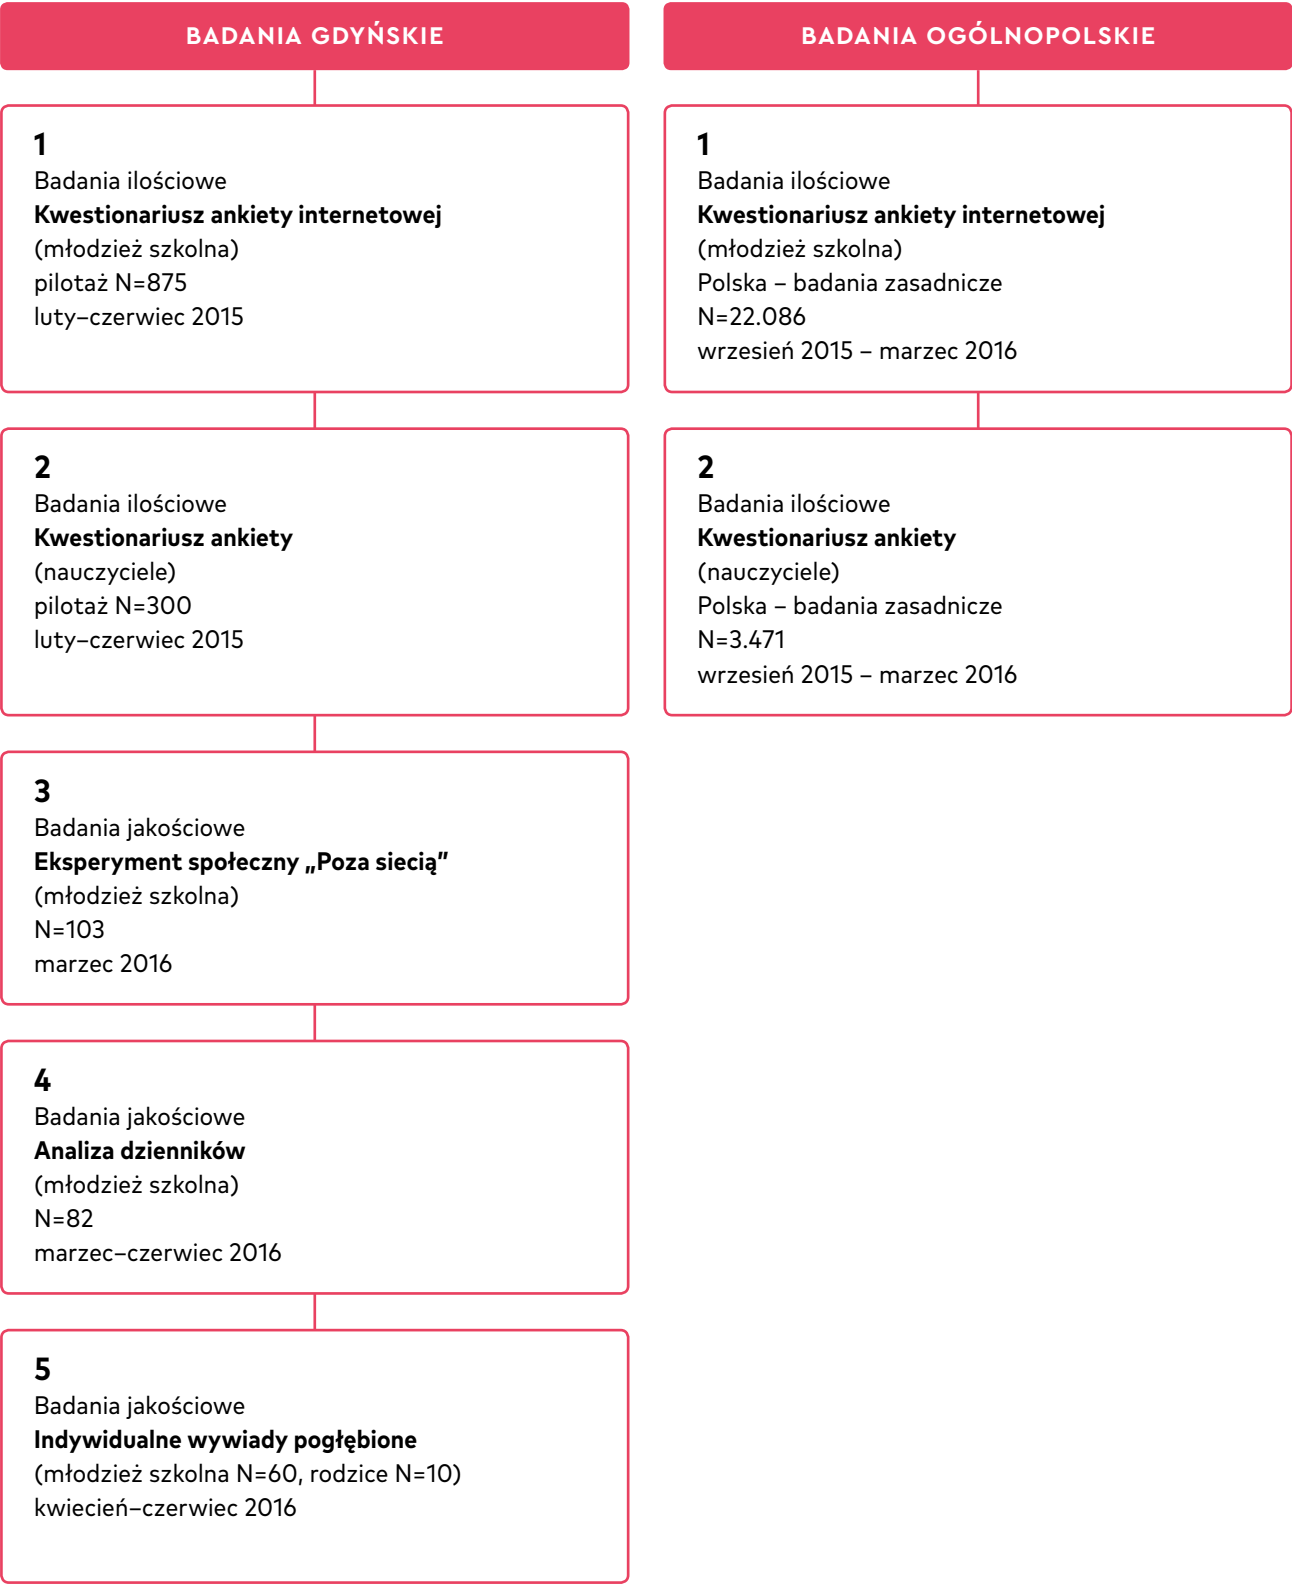 BADANIA GDYŃSKIE
1
Badania ilościowe
Kwestionariusz ankiety internetowej
(młodzież szkolna)
pilotaż N=875
luty–czerwiec 2015
2
Badania ilościowe
Kwestionariusz ankiety
(nauczyciele)
pilotaż N=300
luty–czerwiec 2015
3
Badania jakościowe
Eksperyment społeczny „Poza siecią”
(młodzież szkolna)
N=103
marzec 2016
4
Badania jakościowe
Analiza dzienników
(młodzież szkolna)
N=82
marzec–czerwiec 2016
5
Badania jakościowe
Indywidualne wywiady pogłębione
(młodzież szkolna N=60, rodzice N=10)
kwiecień–czerwiec 2016
BADANIA OGÓLNOPOLSKIE
1
Badania ilościowe
Kwestionariusz ankiety internetowej
(młodzież szkolna)
Polska – badania zasadnicze
N=22.086
wrzesień 2015 – marzec 2016
2
Badania ilościowe
Kwestionariusz ankiety
(nauczyciele)
Polska – badania zasadnicze
N=3.471
wrzesień 2015 – marzec 2016